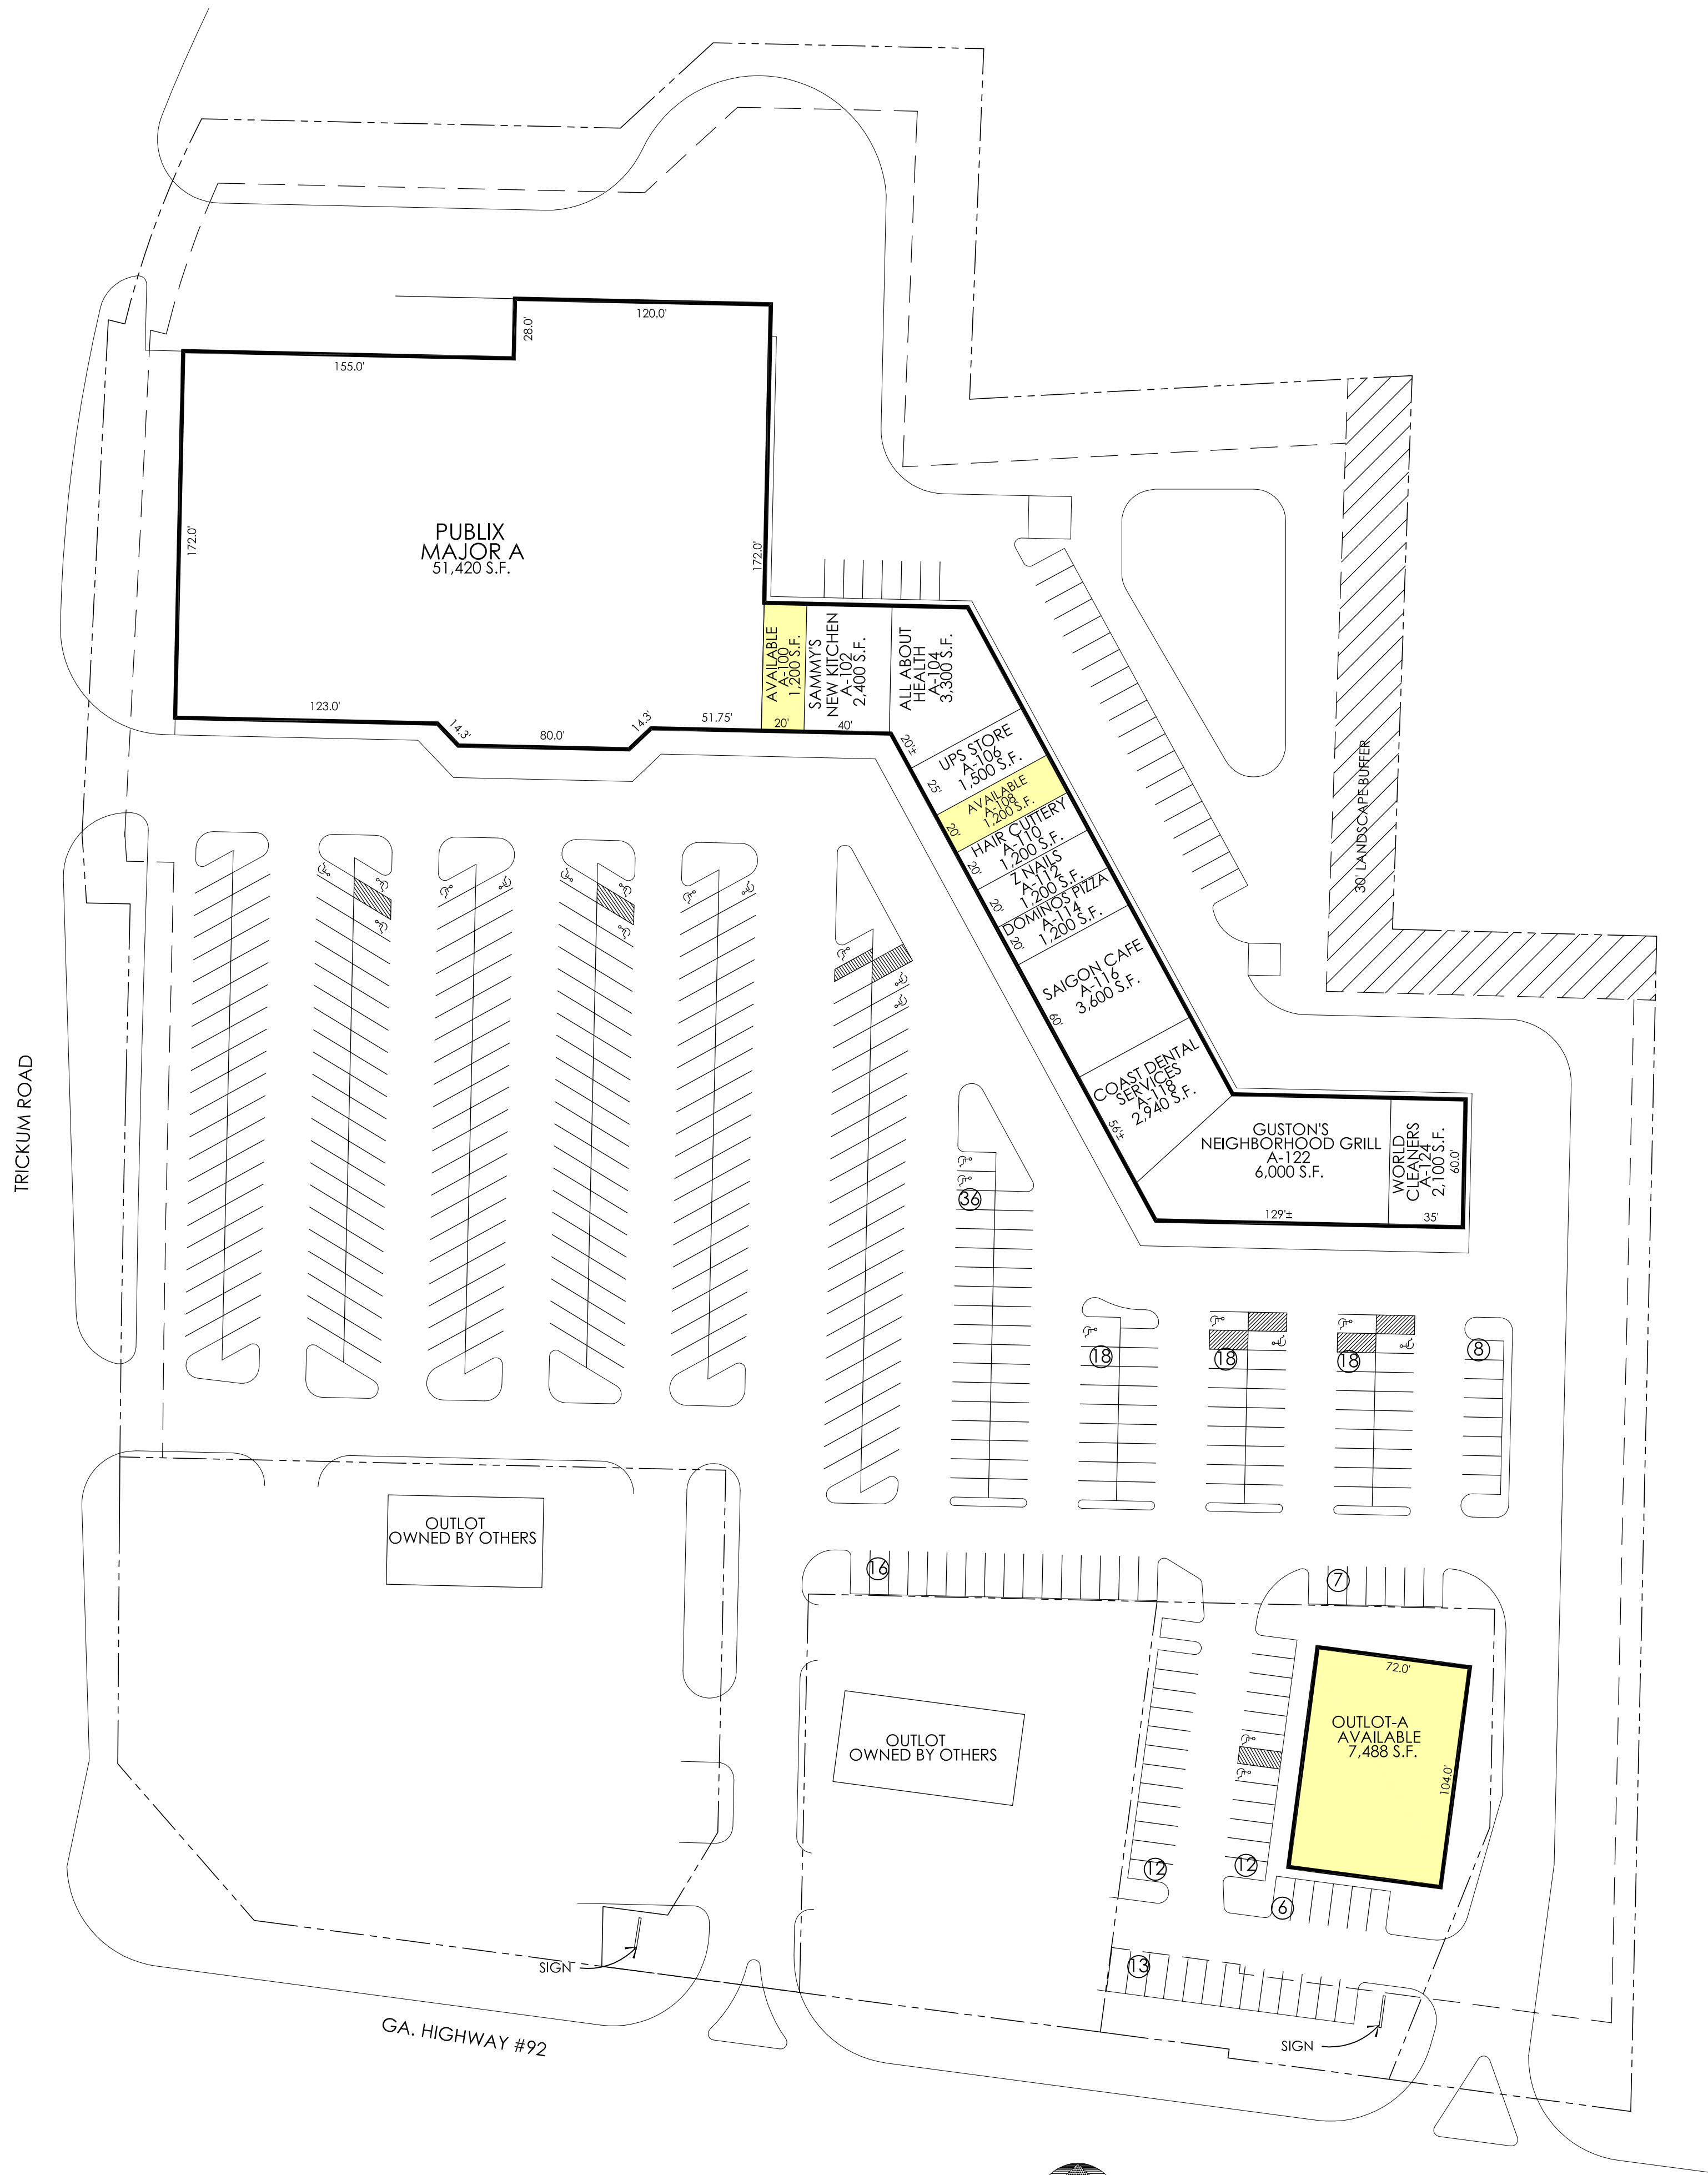 120.0'
28.0'
155.0'
172.0'
PUBLIX
MAJOR A
51,420 S.F.
172.0'
123.0'
14.3'
80.0'
14.3'
51.75'
AVAILABLE
A-100
1,200 S.F.
20'
SAMMY'S
NEW KITCHEN
A-102
2,400 S.F.
40'
ALL ABOUT
HEALTH
A-104
3,300 S.F.
20'±
UPS STORE
A-106
1,500 S.F.
25'
AVAILABLE
A-108
1,200 S.F.
20'
HAIR CUTTERY
A-110
1,200 S.F.
20'
Z NAILS
A-112
1,200 S.F.
20'
DOMINOS PIZZA
A-114
1,200 S.F.
20'
SAIGON CAFE
A-116
3,600 S.F.
60'
COAST DENTAL
SERVICES
A-118
2,940 S.F.
56'±
GUSTON'S
NEIGHBORHOOD GRILL
A-122
6,000 S.F.
129'±
WORLD
CLEANERS
A-124
2,100 S.F.
60.0'
35'
30' LANDSCAPE BUFFER
TRICKUM ROAD
36
18
18
18
8
OUTLOT
OWNED BY OTHERS
16
7
OUTLOT
OWNED BY OTHERS
72.0'
OUTLOT-A
AVAILABLE
7,488 S.F.
104.0'
12
12
6
13
SIGN
SIGN
GA. HIGHWAY #92